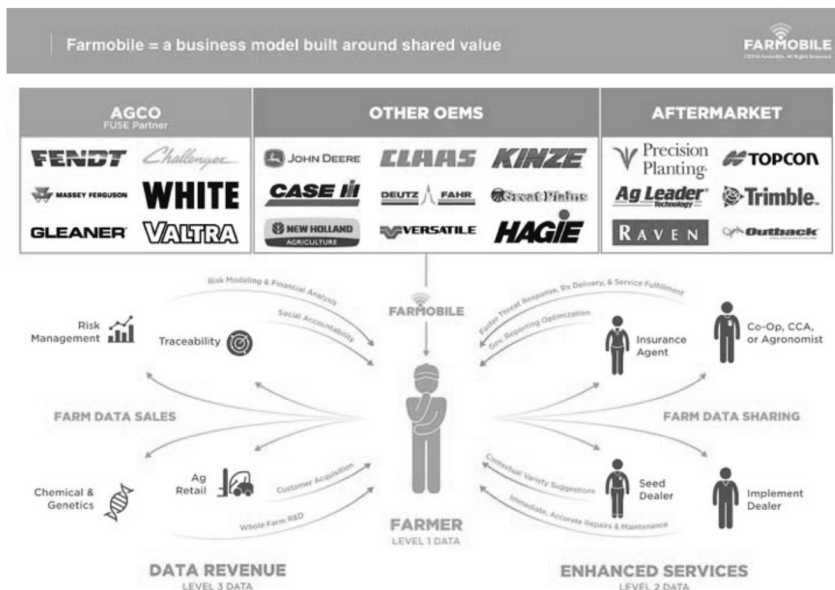 Farmobile = a business model built around shared value
FARMOBILE
©2016 Farmobile. All Rights Reserved.
AGCO
FUSE Partner
OTHER OEMS
AFTERMARKET
FENDT
Challenger
JOHN DEERE
CLAAS
KINZE
Precision
Planting
TOPCON
MASSEY FERGUSON
WHITE
CASE IH
DEUTZ FAHR
Great Plains
Ag Leader
Technology
Trimble
GLEANER
VALTRA
NEW HOLLAND
AGRICULTURE
VERSATILE
HAGIE
RAVEN
Outback
Risk Modeling & Financial Analysis
Social Accountability
FARMOBILE
Faster Threat Response, Rx Delivery, & Service Fulfillment
Gov. Reporting Optimization
Risk
Management
Traceability
Insurance
Agent
Co-Op, CCA,
or Agronomist
FARM DATA SALES
FARM DATA SHARING
Chemical &
Genetics
Ag
Retail
Customer Acquisition
Whole Farm R&D
Contextual Variety Suggestions
Immediate, Accurate Repairs & Maintenance
Seed
Dealer
Implement
Dealer
FARMER
LEVEL 1 DATA
DATA REVENUE
LEVEL 3 DATA
ENHANCED SERVICES
LEVEL 2 DATA